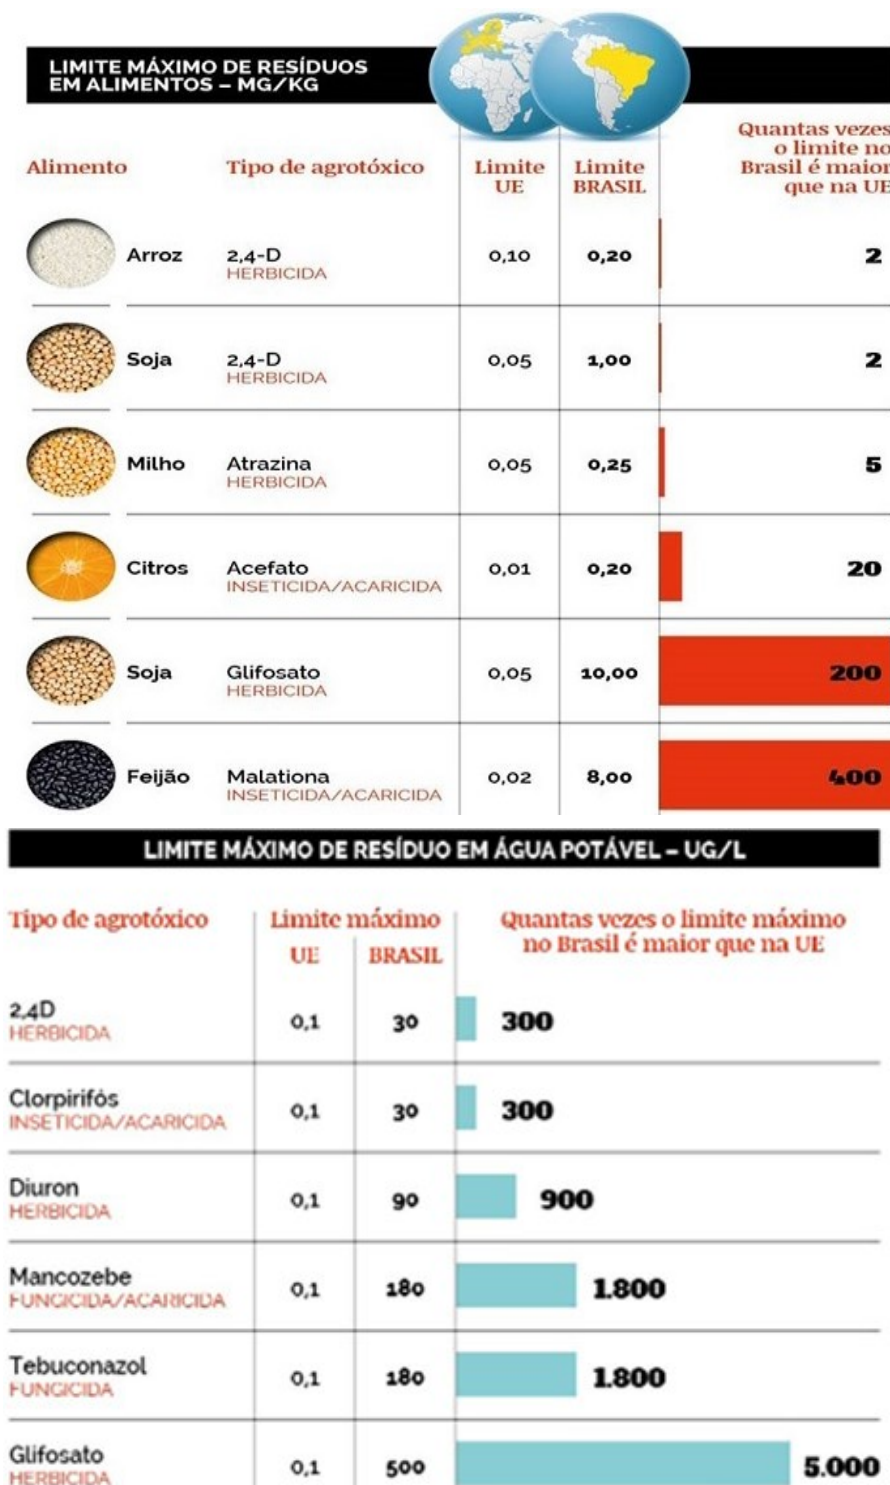 LIMITE MÁXIMO DE RESÍDUOS
EM ALIMENTOS – MG/KG
Alimento
Tipo de agrotóxico
Limite
UE
Limite
BRASIL
Quantas vezes
o limite no
Brasil é maior
que na UE
Arroz 2,4-D 0,10 0,20 2
HERBICIDA
Soja 2,4-D 0,05 1,00 2
HERBICIDA
Milho Atrazina 0,05 0,25 5
HERBICIDA
Citros Acefato 0,01 0,20 20
INSETICIDA/ACARICIDA
Soja Glifosato 0,05 10,00 200
HERBICIDA
Feijão Malationa 0,02 8,00 400
INSETICIDA/ACARICIDA
LIMITE MÁXIMO DE RESÍDUO EM ÁGUA POTÁVEL – UG/L
Tipo de agrotóxico
Limite máximo
UE BRASIL
Quantas vezes o limite máximo
no Brasil é maior que na UE
2,4D 0,1 30 300
HERBICIDA
Clorpirifós 0,1 30 300
INSETICIDA/ACARICIDA
Diuron 0,1 90 900
HERBICIDA
Mancozebe 0,1 180 1.800
FUNGICIDA/ACARICIDA
Tebuconazol 0,1 180 1.800
FUNGICIDA
Glifosato 0,1 500 5.000
HERBICIDA